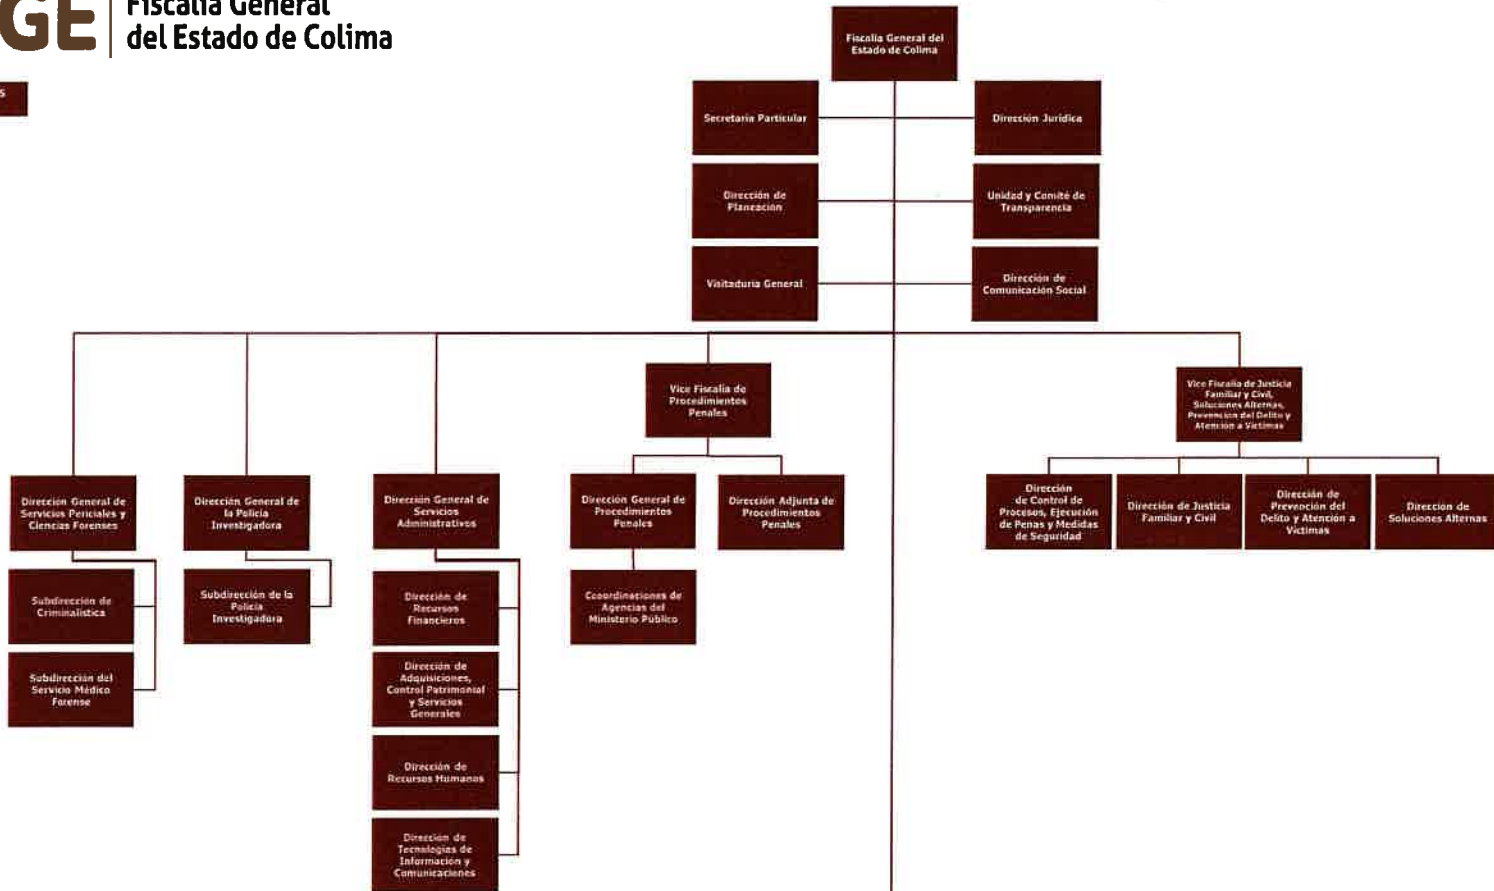 GE
Fiscalía General
del Estado de Colima
S
Fiscalía General del
Estado de Colima
Secretaría Particular
Dirección Jurídica
Dirección de
Planeación
Unidad y Comité de
Transparencia
Visitaduría General
Dirección de
Comunicación Social
Vice Fiscalía de
Procedimientos
Penales
Vice Fiscalía de Justicia
Familiar y Civil,
Soluciones Alternas,
Prevención del Delito y
Atención a Víctimas
Dirección General de
Servicios Periciales y
Ciencias Forenses
Dirección General de
la Policía
Investigadora
Dirección General de
Servicios
Administrativos
Dirección General de
Procedimientos
Penales
Dirección Adjunta de
Procedimientos
Penales
Dirección
de Control de
Procesos, Ejecución
de Penas y Medidas
de Seguridad
Dirección de Justicia
Familiar y Civil
Dirección de
Prevención del
Delito y Atención a
Víctimas
Dirección de
Soluciones Alternas
Subdirección de
Criminalística
Subdirección de la
Policía
Investigadora
Dirección de
Recursos
Financieros
Coordinaciones de
Agencias del
Ministerio Público
Subdirección del
Servicio Médico
Forense
Dirección de
Adquisiciones,
Control Patrimonial
y Servicios
Generales
Dirección de
Recursos Humanos
Dirección de
Tecnologías de
Información y
Comunicaciones